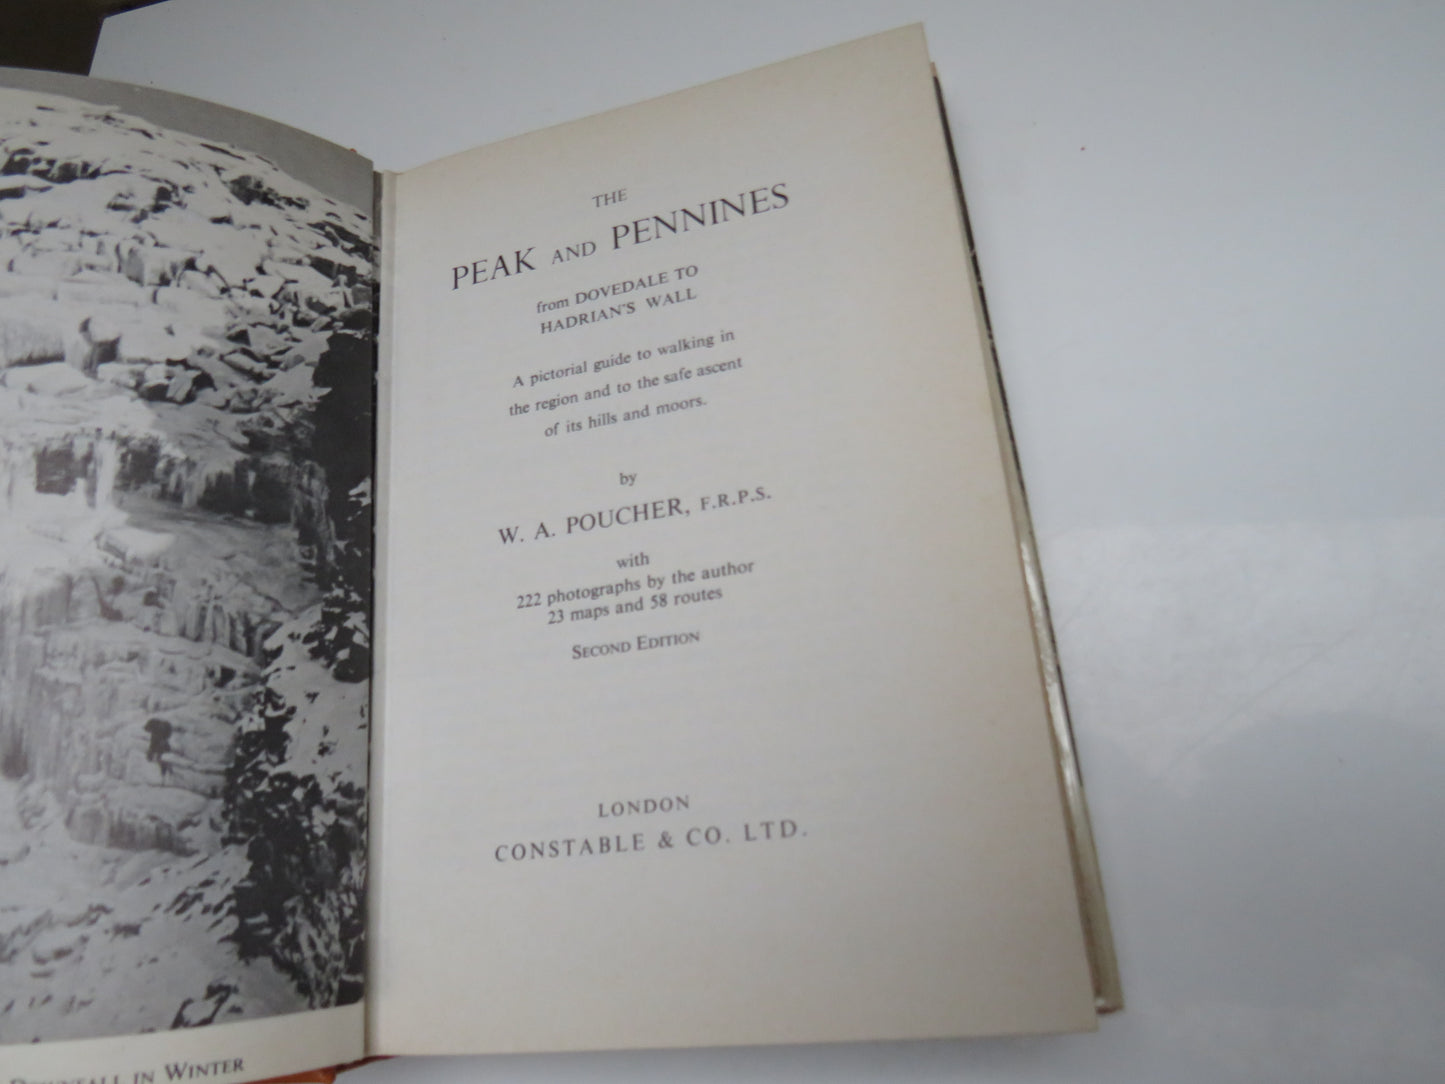 THE
PEAK AND PENNINES
from DOVEDALE TO
HADRIAN'S WALL
A pictorial guide to walking in
the region and to the safe ascent
of its hills and moors.
by
W. A. POUCHER, F.R.P.S.
with
222 photographs by the author
23 maps and 58 routes
SECOND EDITION
LONDON
CONSTABLE & CO. LTD.
IN WINTER